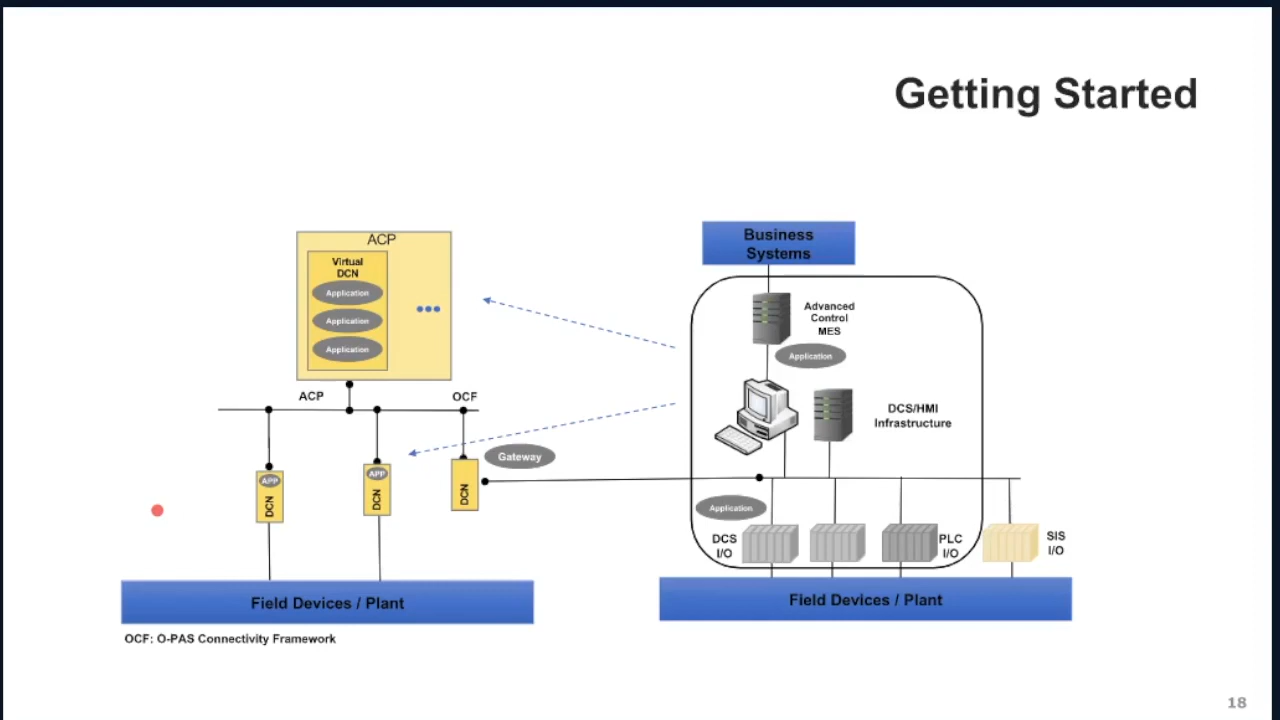 Getting Started
ACP
Virtual
DCN
Application
Application
Application
ACP
OCF
APP
DCN
APP
DCN
DCN
Gateway
Field Devices / Plant
OCF: O-PAS Connectivity Framework
Business
Systems
Advanced
Control
MES
Application
DCS/HMI
Infrastructure
Application
DCS
I/O
PLC
I/O
SIS
I/O
Field Devices / Plant
18